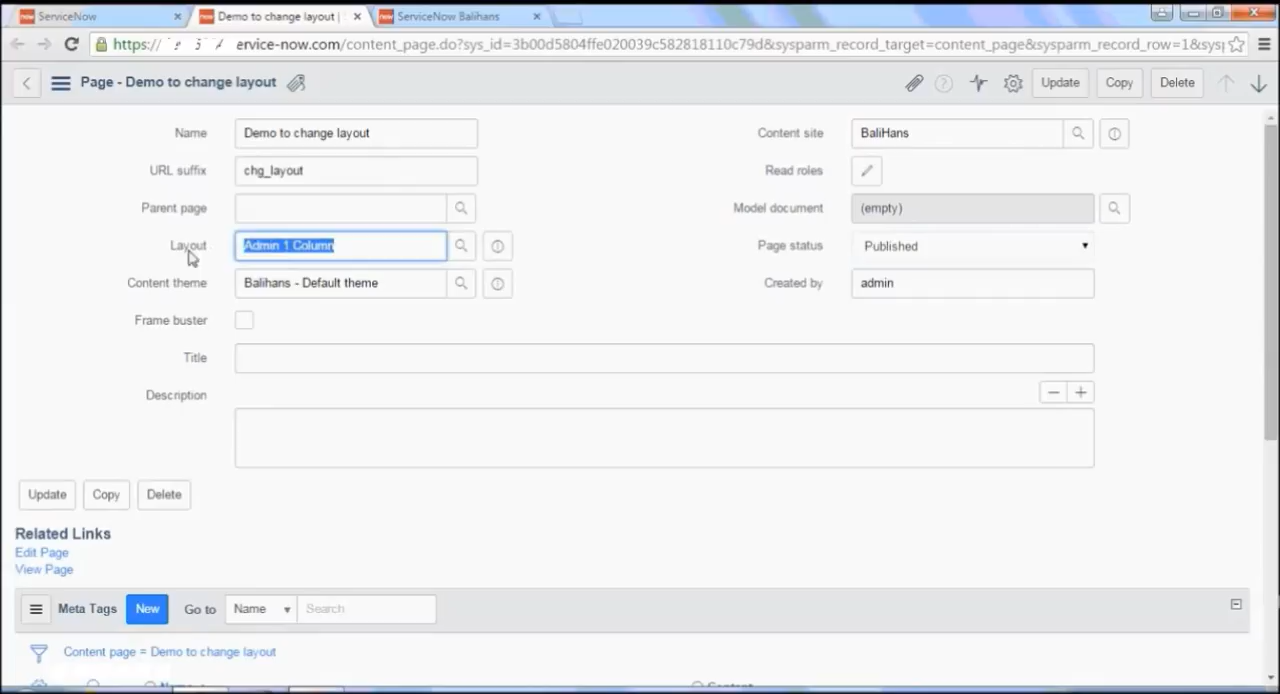 ServiceNow
Demo to change layout |
ServiceNow Balihans
ervice-now.com/content_page.do?sys_id=3b00d5804ffe020039c582818110c79d&sysparm_record_target=content_page&sysparm_record_row=1&sys
https://
Page - Demo to change layout
Update Copy Delete
Name Demo to change layout
Content site BaliHans
URL suffix chg_layout
Read roles
Parent page
Model document (empty)
Layout Admin 1 Column
Page status Published
Content theme Balihans - Default theme
Created by admin
Frame buster
Title
Description
Update Copy Delete
Related Links
Edit Page
View Page
Meta Tags New Go to Name Search
Content page = Demo to change layout